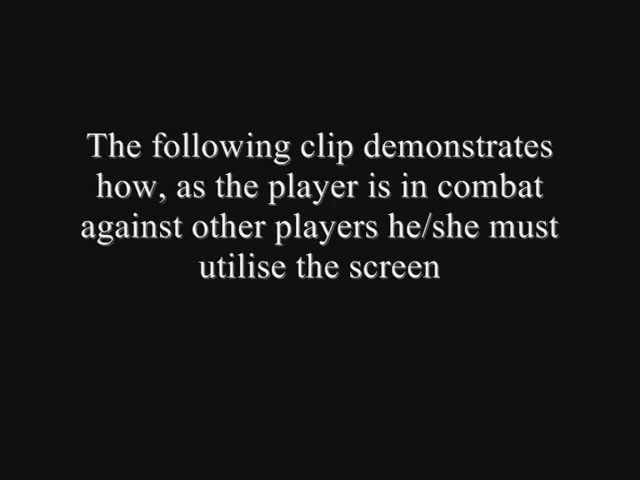 The following clip demonstrates
how, as the player is in combat
against other players he/she must
utilise the screen